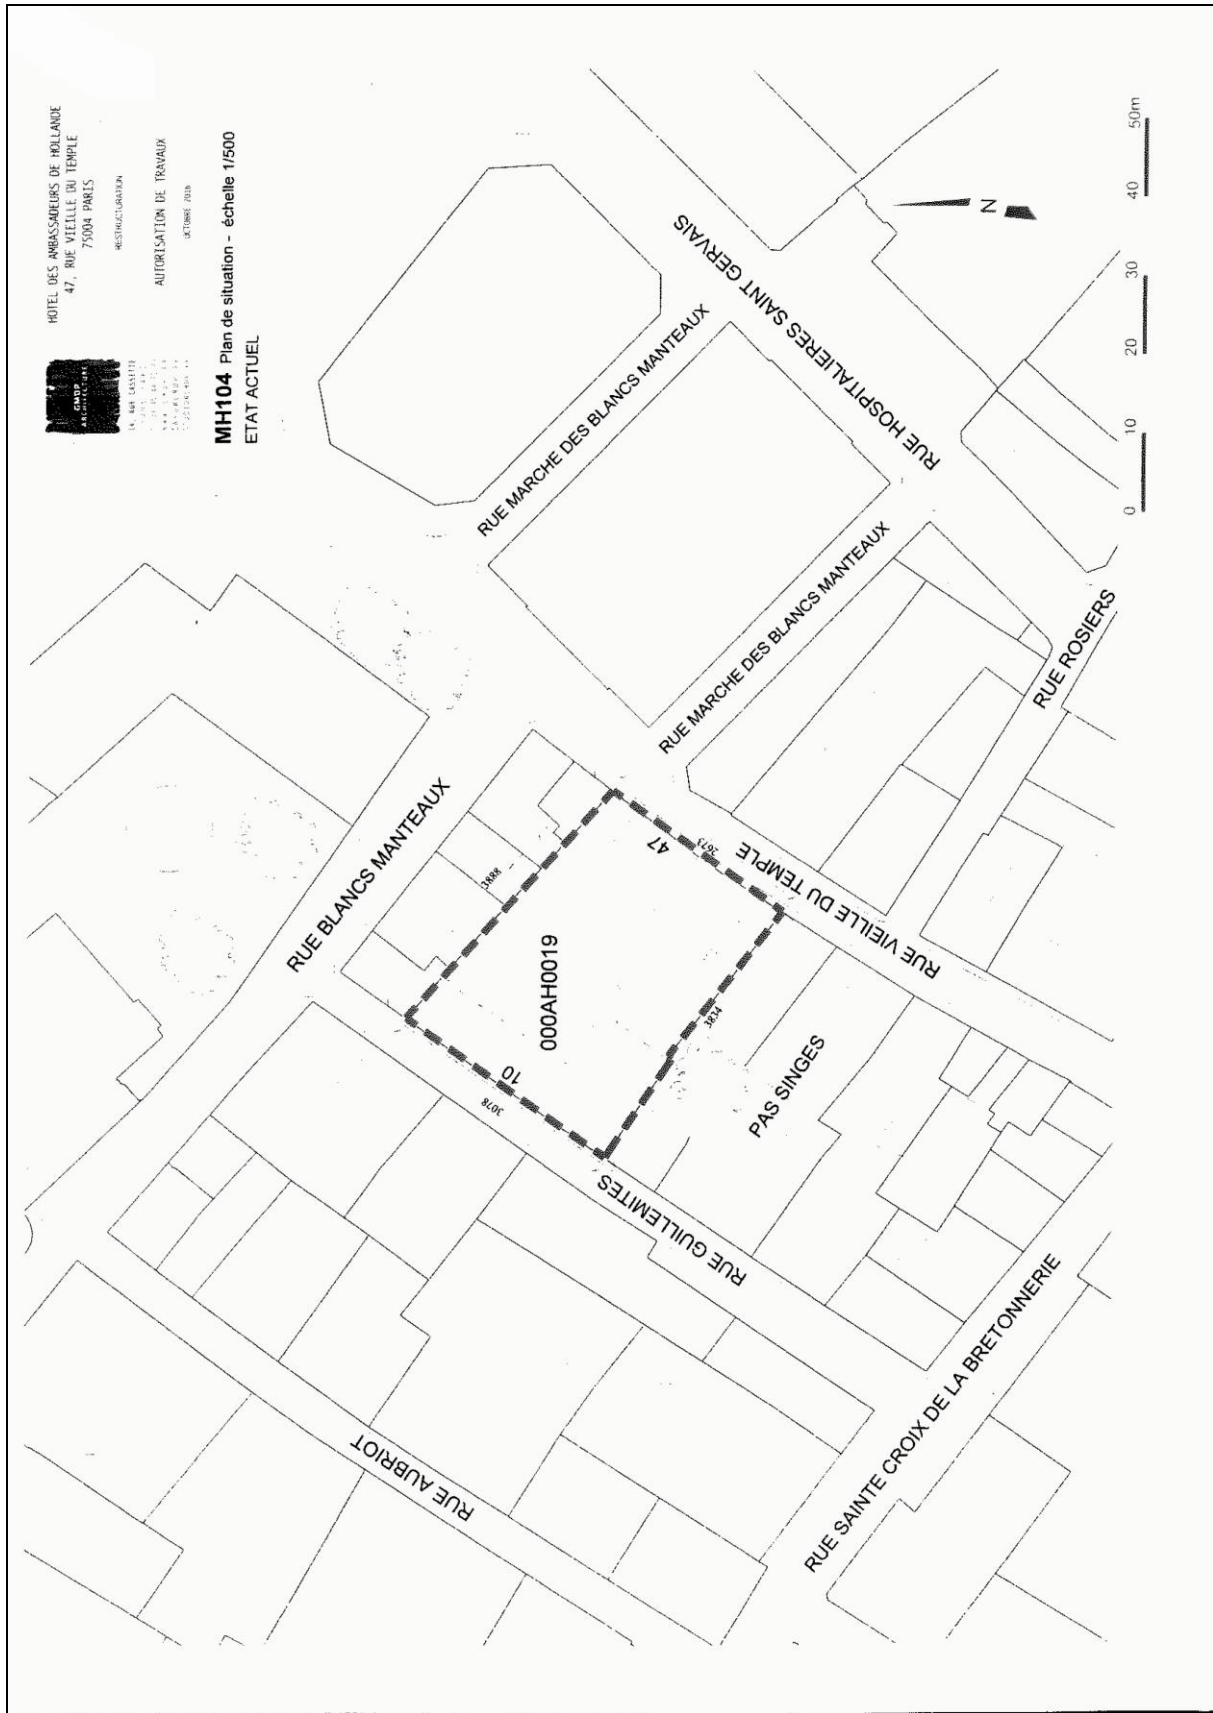 HOTEL DES AMBASSADEURS DE HOLLANDE
47, RUE VIEILLE DU TEMPLE
75004 PARIS
RESTRUCTURATION
AUTORISATION DE TRAVAUX
GMDP
ARCHITECTURE
MH104 Plan de situation - échelle 1/500
ETAT ACTUEL
RUE MARCHE DES BLANCS MANTEAUX
RUE HOSPITALIERES SAINT GERVAIS
N
RUE MARCHE DES BLANCS MANTEAUX
RUE ROSIERS
RUE BLANCS MANTEAUX
3888
47
2673
RUE VIEILLE DU TEMPLE
000AH0019
3834
10
3078
PAS SINGES
RUE GUILLEMITES
RUE AUBRIOT
RUE SAINTE CROIX DE LA BRETONNERIE
0 10 20 30 40 50m